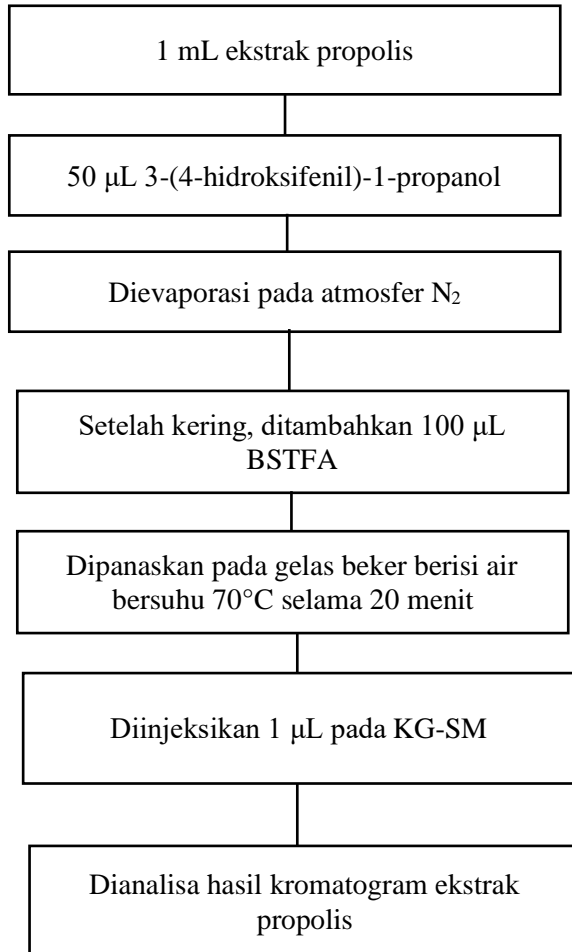 1 mL ekstrak propolis
50 μL 3-(4-hidroksifenil)-1-propanol
Dievaporasi pada atmosfer N₂
Setelah kering, ditambahkan 100 μL
BSTFA
Dipanaskan pada gelas beker berisi air
bersuhu 70°C selama 20 menit
Diinjeksikan 1 μL pada KG-SM
Dianalisa hasil kromatogram ekstrak
propolis